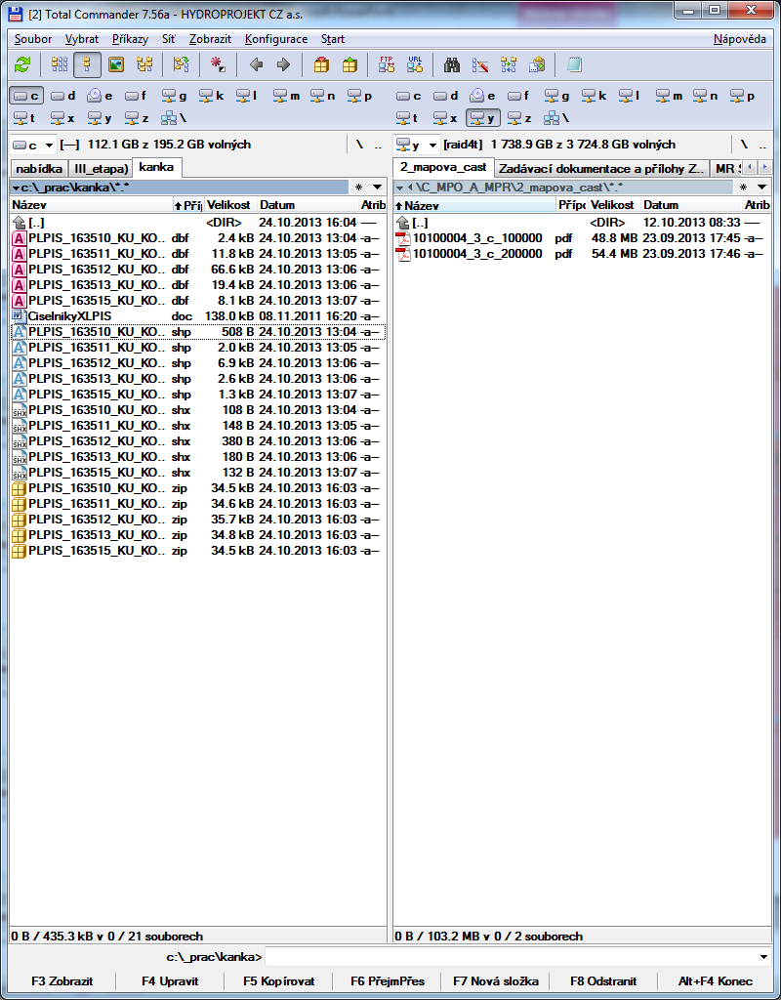 [2] Total Commander 7.56a - HYDROPROJEKT CZ a.s.
Soubor Vybrat Příkazy Síť Zobrazit Konfigurace Start Nápověda
FTP URL
c d e f g k l m n p
t x y z \
c d e f g k l m n p
t x y z \
c [—] 112.1 GB z 195.2 GB volných \ ..
y [raid4t] 1 738.9 GB z 3 724.8 GB volných \ ..
nabídka III_etapa) kanka
2_mapova_cast Zadávací dokumentace a přílohy Z.. MR
c:\_prac\kanka\*.* *
\C_MPO_A_MPR\2_mapova_cast\*.* *
Název Pří Velikost Datum Atrib
[..] <DIR> 24.10.2013 16:04 ----
PLPIS_163510_KU_KO.. dbf 2.4 kB 24.10.2013 13:04 -a--
PLPIS_163511_KU_KO.. dbf 11.8 kB 24.10.2013 13:05 -a--
PLPIS_163512_KU_KO.. dbf 66.6 kB 24.10.2013 13:06 -a--
PLPIS_163513_KU_KO.. dbf 19.4 kB 24.10.2013 13:06 -a--
PLPIS_163515_KU_KO.. dbf 8.1 kB 24.10.2013 13:07 -a--
CiselnikyXLPIS doc 138.0 kB 08.11.2011 16:20 -a--
PLPIS_163510_KU_KO.. shp 508 B 24.10.2013 13:04 -a--
PLPIS_163511_KU_KO.. shp 2.0 kB 24.10.2013 13:05 -a--
PLPIS_163512_KU_KO.. shp 6.9 kB 24.10.2013 13:06 -a--
PLPIS_163513_KU_KO.. shp 2.6 kB 24.10.2013 13:06 -a--
PLPIS_163515_KU_KO.. shp 1.3 kB 24.10.2013 13:07 -a--
PLPIS_163510_KU_KO.. shx 108 B 24.10.2013 13:04 -a--
PLPIS_163511_KU_KO.. shx 148 B 24.10.2013 13:05 -a--
PLPIS_163512_KU_KO.. shx 380 B 24.10.2013 13:06 -a--
PLPIS_163513_KU_KO.. shx 180 B 24.10.2013 13:06 -a--
PLPIS_163515_KU_KO.. shx 132 B 24.10.2013 13:07 -a--
PLPIS_163510_KU_KO.. zip 34.5 kB 24.10.2013 16:03 -a--
PLPIS_163511_KU_KO.. zip 34.6 kB 24.10.2013 16:03 -a--
PLPIS_163512_KU_KO.. zip 35.7 kB 24.10.2013 16:03 -a--
PLPIS_163513_KU_KO.. zip 34.8 kB 24.10.2013 16:03 -a--
PLPIS_163515_KU_KO.. zip 34.5 kB 24.10.2013 16:03 -a--
0 B / 435.3 kB v 0 / 21 souborech
Název Přípo Velikost Datum Atrib
[..] <DIR> 12.10.2013 08:33 ----
10100004_3_c_100000 pdf 48.8 MB 23.09.2013 17:45 -a--
10100004_3_c_200000 pdf 54.4 MB 23.09.2013 17:46 -a--
0 B / 103.2 MB v 0 / 2 souborech
c:\_prac\kanka>
F3 Zobrazit F4 Upravit F5 Kopírovat F6 PřejmPřes F7 Nová složka F8 Odstranit Alt+F4 Konec